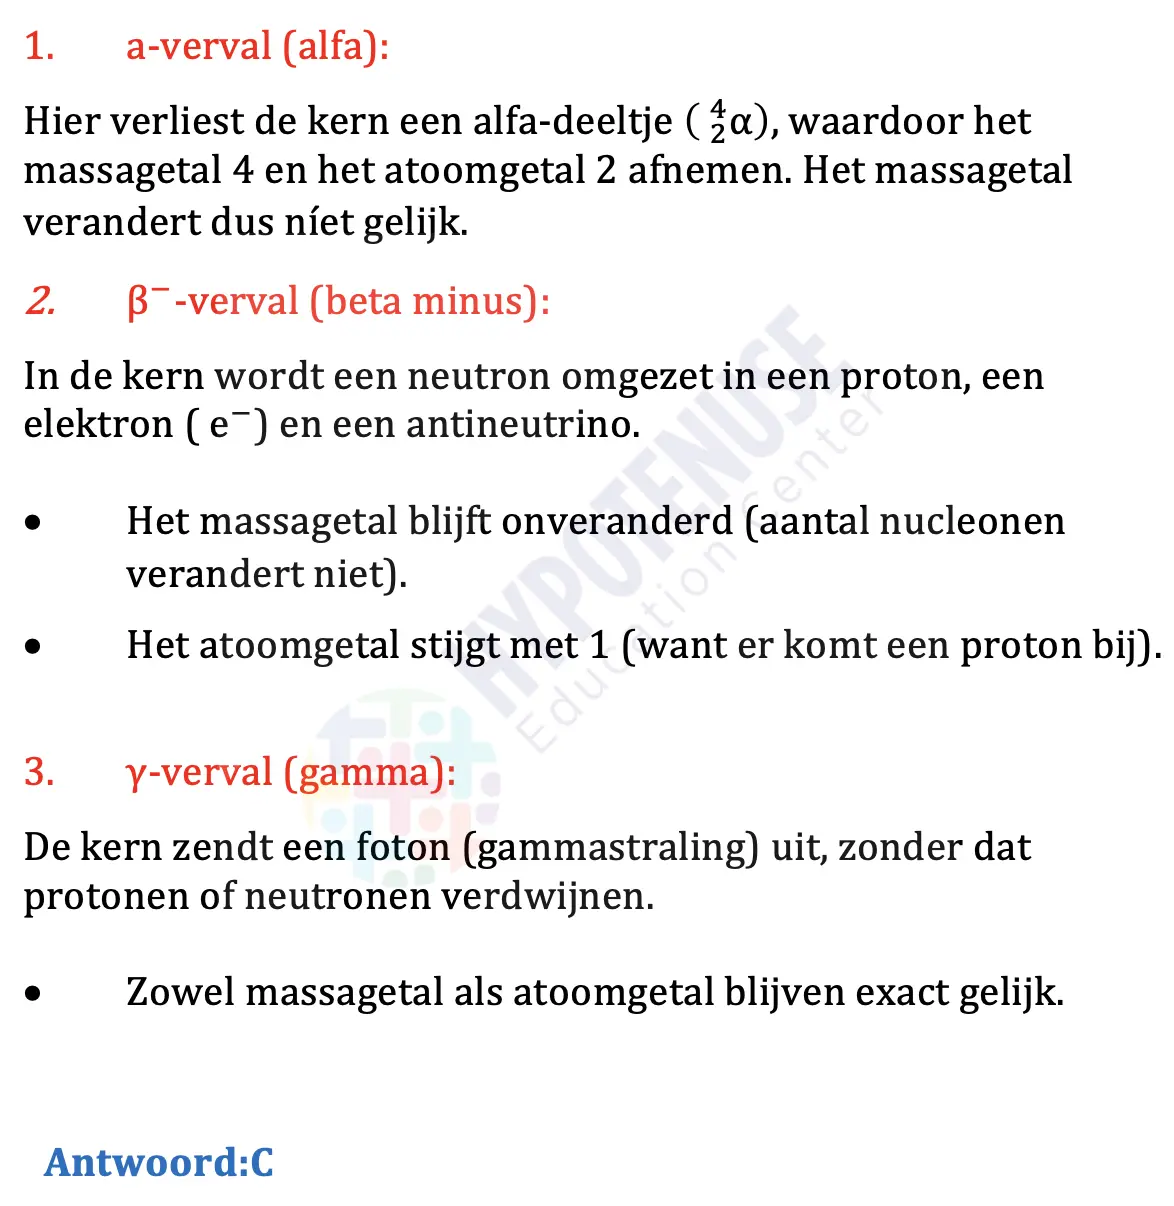 1. a-verval (alfa):
Hier verliest de kern een alfa-deeltje ( ⁴₂α), waardoor het
massagetal 4 en het atoomgetal 2 afnemen. Het massagetal
verandert dus níet gelijk.
2. β⁻-verval (beta minus):
In de kern wordt een neutron omgezet in een proton, een
elektron ( e⁻) en een antineutrino.
• Het massagetal blijft onveranderd (aantal nucleonen
verandert niet).
• Het atoomgetal stijgt met 1 (want er komt een proton bij).
3. γ-verval (gamma):
De kern zendt een foton (gammastraling) uit, zonder dat
protonen of neutronen verdwijnen.
• Zowel massagetal als atoomgetal blijven exact gelijk.
Antwoord:C
HYPOTENUSE
Education Center